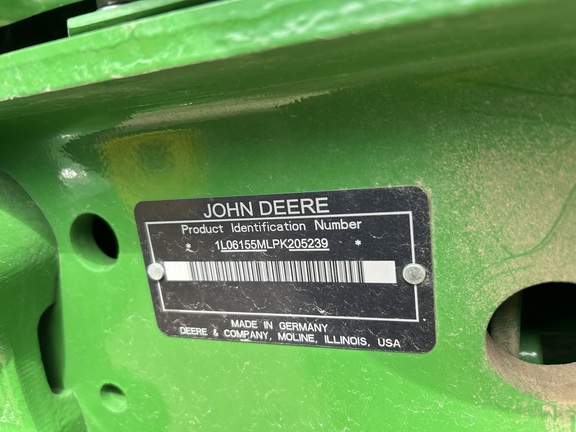 JOHN DEERE
Product Identification Number
* 1L06155MLPK205239 *
MADE IN GERMANY
DEERE & COMPANY, MOLINE, ILLINOIS, USA